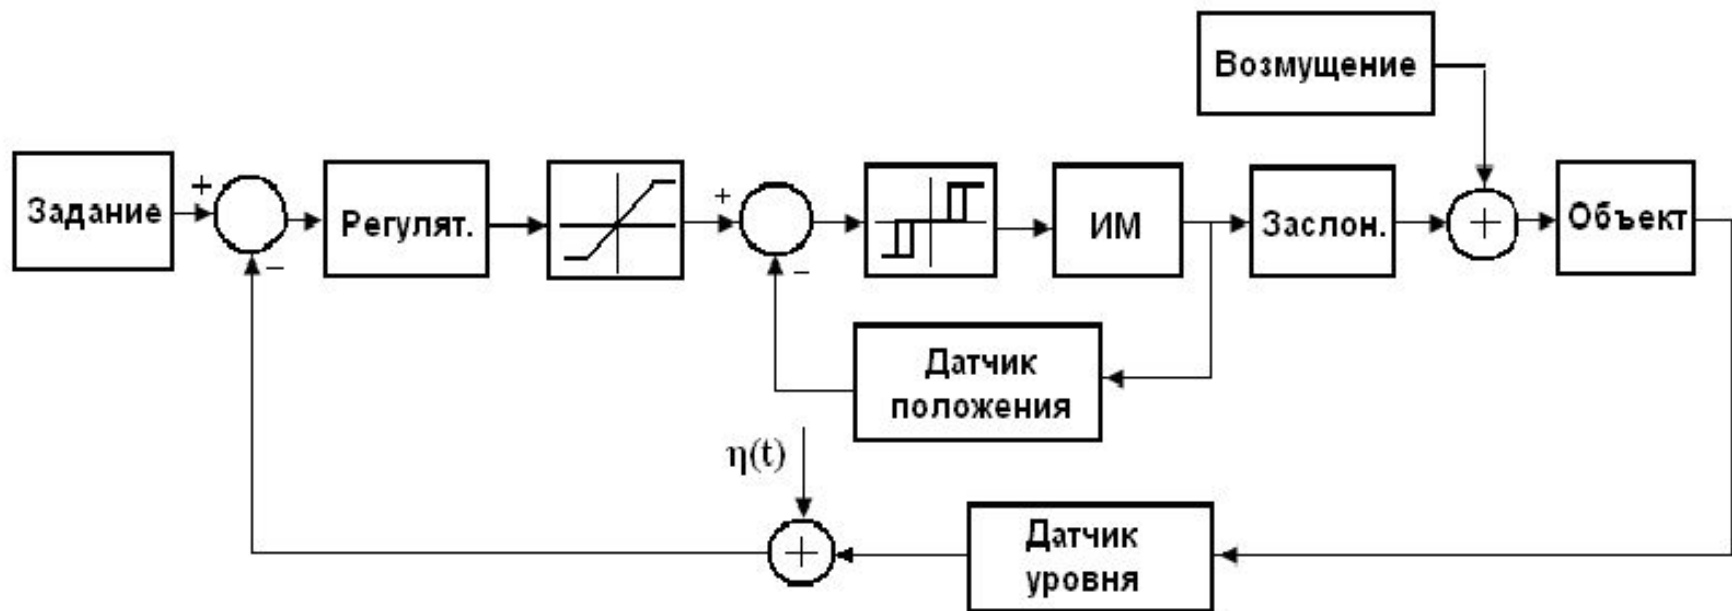 Возмущение
Задание
+
−
Регулят.
+
−
ИМ
Заслон.
+
Объект
Датчик
положения
η(t)
+
Датчик
уровня